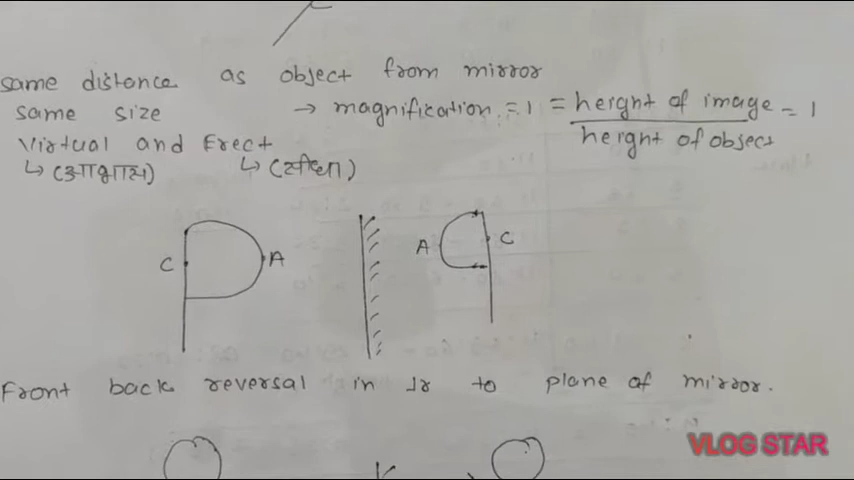 same distance as object from mirror
same size → magnification = 1 = height of image / height of object = 1
Virtual and Erect
↳ (आभास) ↳ (सीधा)
C A A C
Front back reversal in ⊥r to plane of mirror.
VLOG STAR